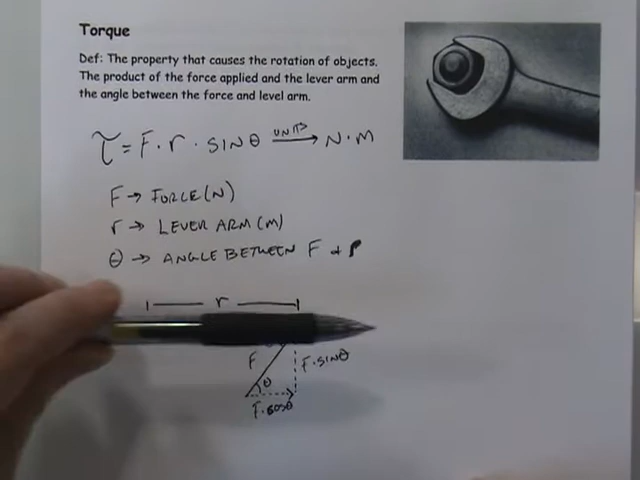 Torque
Def: The property that causes the rotation of objects.
The product of the force applied and the lever arm and
the angle between the force and level arm.
τ = F · r · SINθ UNITS → N·M
F → FORCE (N)
r → LEVER ARM (M)
θ → ANGLE BETWEEN F & r
r
F
F·SINθ
θ
F·cosθ